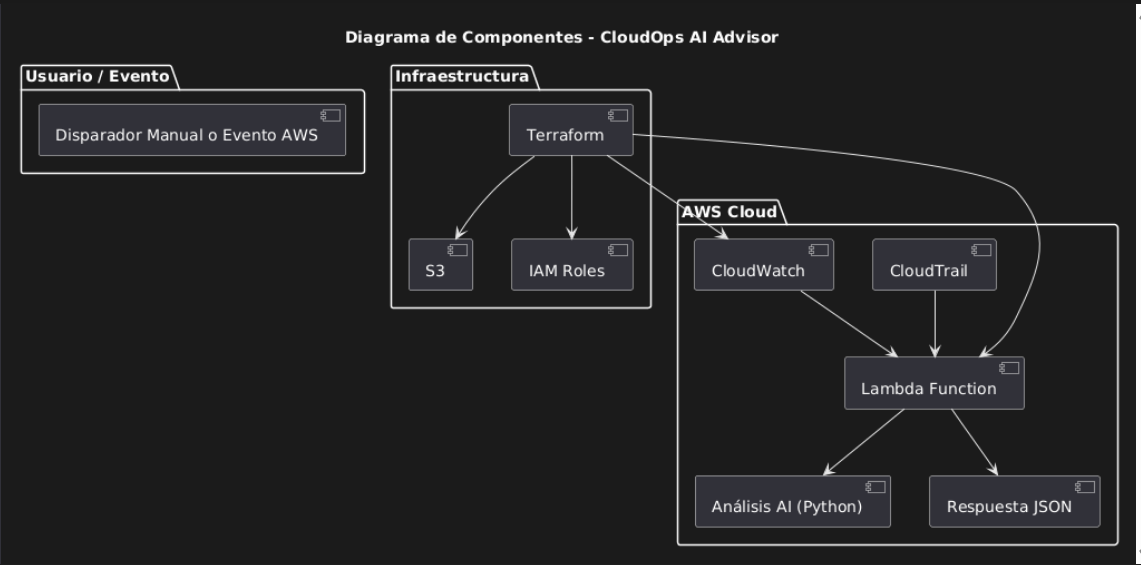 Diagrama de Componentes - CloudOps AI Advisor
Usuario / Evento
Disparador Manual o Evento AWS
Infraestructura
Terraform
S3
IAM Roles
AWS Cloud
CloudWatch
CloudTrail
Lambda Function
Análisis AI (Python)
Respuesta JSON